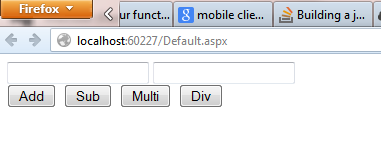 Firefox
ur funct...
mobile clie...
Building a j...
localhost:60227/Default.aspx
Add Sub Multi Div